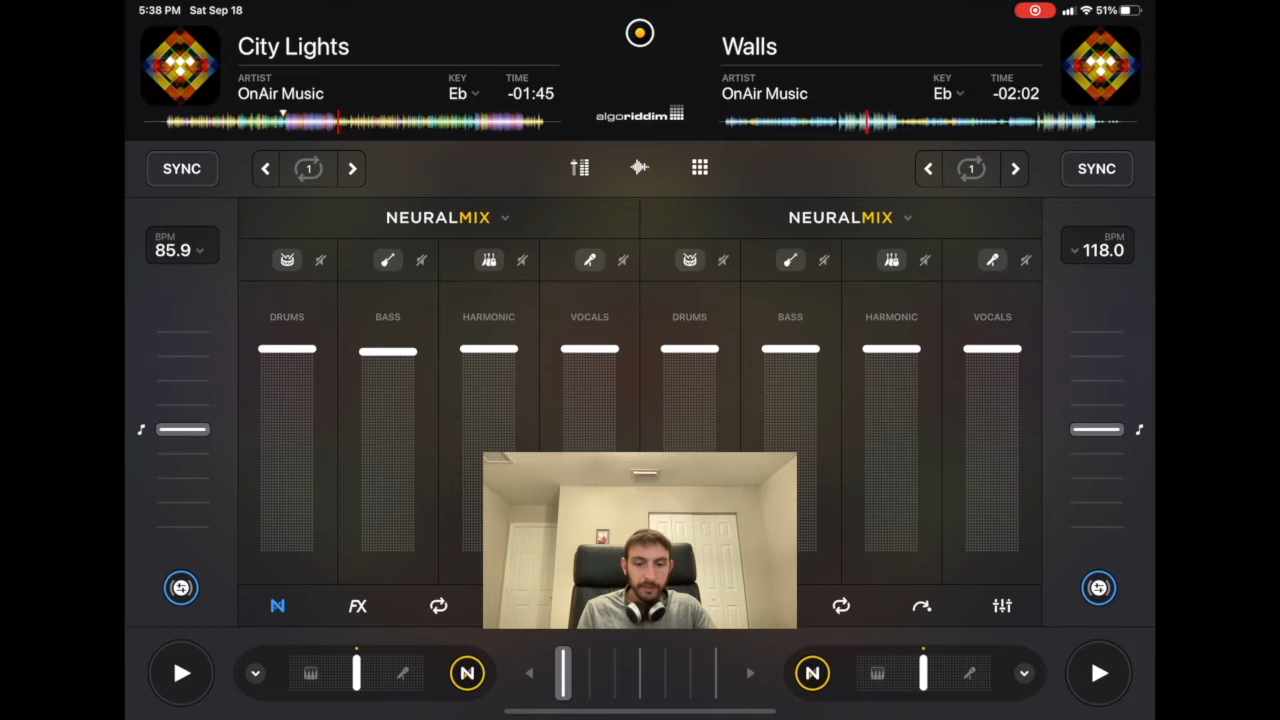 5:38 PM Sat Sep 18
51%
City Lights
ARTIST KEY TIME
OnAir Music Eb -01:45
Walls
ARTIST KEY TIME
OnAir Music Eb -02:02
algoriddim
SYNC
1
1
SYNC
NEURALMIX
NEURALMIX
BPM
85.9
BPM
118.0
DRUMS BASS HARMONIC VOCALS DRUMS BASS HARMONIC VOCALS
N FX
N
N